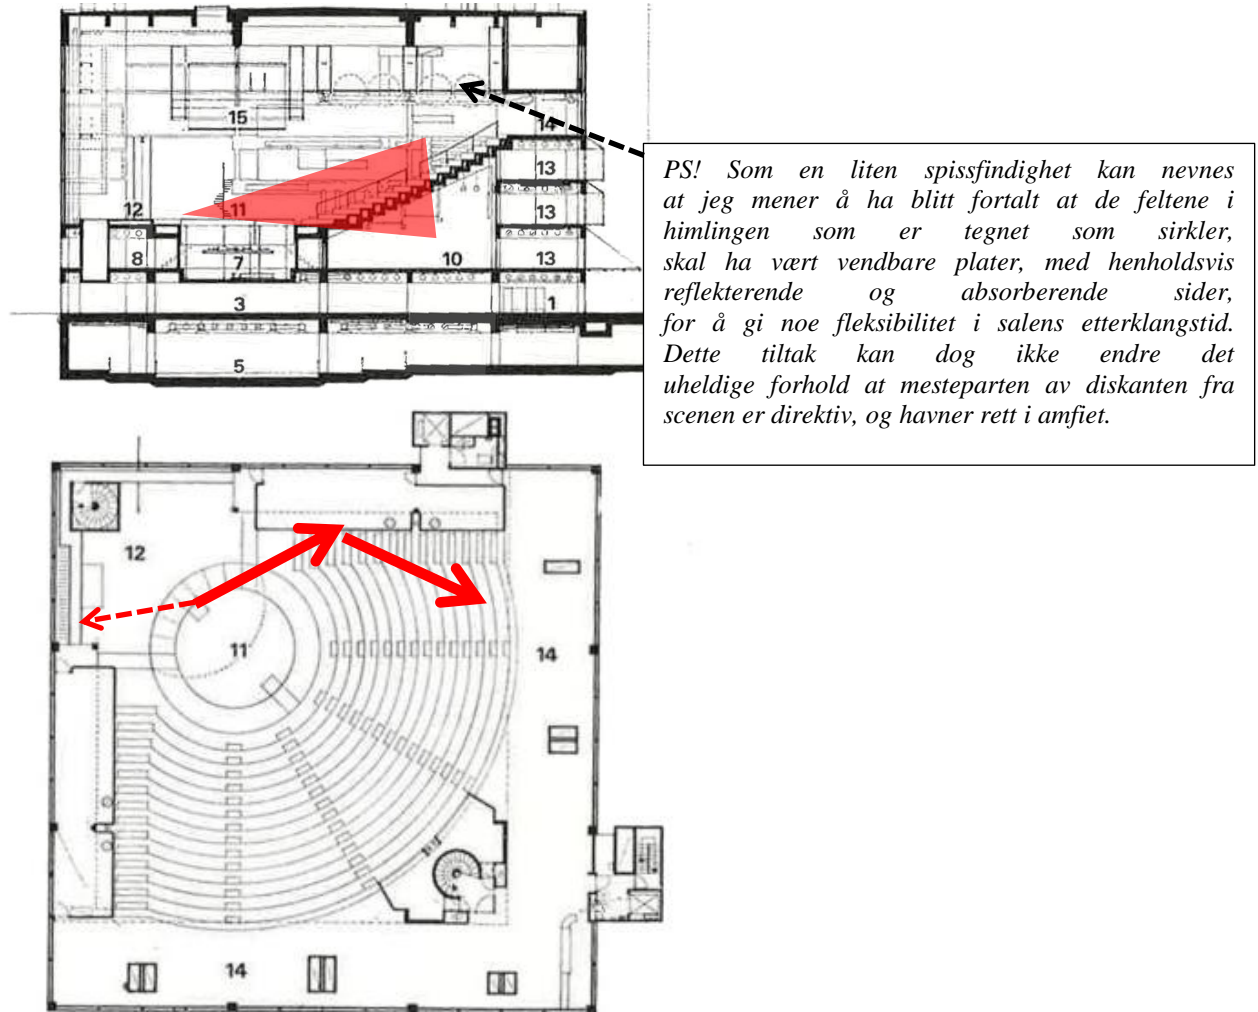 15
14
13
12
11
13
8
7
10
13
3
1
5
PS! Som en liten spissfindighet kan nevnes
at jeg mener å ha blitt fortalt at de feltene i
himlingen som er tegnet som sirkler,
skal ha vært vendbare plater, med henholdsvis
reflekterende og absorberende sider,
for å gi noe fleksibilitet i salens etterklangstid.
Dette tiltak kan dog ikke endre det
uheldige forhold at mesteparten av diskanten fra
scenen er direktiv, og havner rett i amfiet.
12
11
14
14